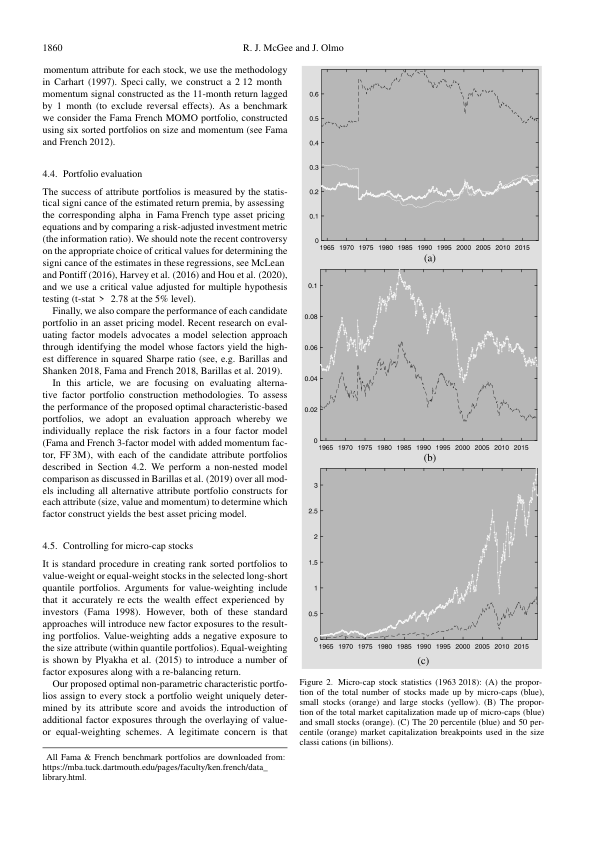 1860
R. J. McGee and J. Olmo
momentum attribute for each stock, we use the methodology
in Carhart (1997). Speci cally, we construct a 2 12 month
momentum signal constructed as the 11-month return lagged
by 1 month (to exclude reversal effects). As a benchmark
we consider the Fama French MOMO portfolio, constructed
using six sorted portfolios on size and momentum (see Fama
and French 2012).
4.4. Portfolio evaluation
The success of attribute portfolios is measured by the statis-
tical signi cance of the estimated return premia, by assessing
the corresponding alpha in Fama French type asset pricing
equations and by comparing a risk-adjusted investment metric
(the information ratio). We should note the recent controversy
on the appropriate choice of critical values for determining the
signi cance of the estimates in these regressions, see McLean
and Pontiff (2016), Harvey et al. (2016) and Hou et al. (2020),
and we use a critical value adjusted for multiple hypothesis
testing (t-stat > 2.78 at the 5% level).
Finally, we also compare the performance of each candidate
portfolio in an asset pricing model. Recent research on eval-
uating factor models advocates a model selection approach
through identifying the model whose factors yield the high-
est difference in squared Sharpe ratio (see, e.g. Barillas and
Shanken 2018, Fama and French 2018, Barillas et al. 2019).
In this article, we are focusing on evaluating alterna-
tive factor portfolio construction methodologies. To assess
the performance of the proposed optimal characteristic-based
portfolios, we adopt an evaluation approach whereby we
individually replace the risk factors in a four factor model
(Fama and French 3-factor model with added momentum fac-
tor, FF 3M), with each of the candidate attribute portfolios
described in Section 4.2. We perform a non-nested model
comparison as discussed in Barillas et al. (2019) over all mod-
els including all alternative attribute portfolio constructs for
each attribute (size, value and momentum) to determine which
factor construct yields the best asset pricing model.
4.5. Controlling for micro-cap stocks
It is standard procedure in creating rank sorted portfolios to
value-weight or equal-weight stocks in the selected long-short
quantile portfolios. Arguments for value-weighting include
that it accurately re ects the wealth effect experienced by
investors (Fama 1998). However, both of these standard
approaches will introduce new factor exposures to the result-
ing portfolios. Value-weighting adds a negative exposure to
the size attribute (within quantile portfolios). Equal-weighting
is shown by Plyakha et al. (2015) to introduce a number of
factor exposures along with a re-balancing return.
Our proposed optimal non-parametric characteristic portfo-
lios assign to every stock a portfolio weight uniquely deter-
mined by its attribute score and avoids the introduction of
additional factor exposures through the overlaying of value-
or equal-weighting schemes. A legitimate concern is that
All Fama & French benchmark portfolios are downloaded from:
https://mba.tuck.dartmouth.edu/pages/faculty/ken.french/data_
library.html.
0.6
0.5
0.4
0.3
0.2
0.1
0
1965 1970 1975 1980 1985 1990 1995 2000 2005 2010 2015
(a)
0.1
0.08
0.06
0.04
0.02
0
1965 1970 1975 1980 1985 1990 1995 2000 2005 2010 2015
(b)
3
2.5
2
1.5
1
0.5
0
1965 1970 1975 1980 1985 1990 1995 2000 2005 2010 2015
(c)
Figure 2. Micro-cap stock statistics (1963 2018): (A) the propor-
tion of the total number of stocks made up by micro-caps (blue),
small stocks (orange) and large stocks (yellow). (B) The propor-
tion of the total market capitalization made up of micro-caps (blue)
and small stocks (orange). (C) The 20 percentile (blue) and 50 per-
centile (orange) market capitalization breakpoints used in the size
classi cations (in billions).